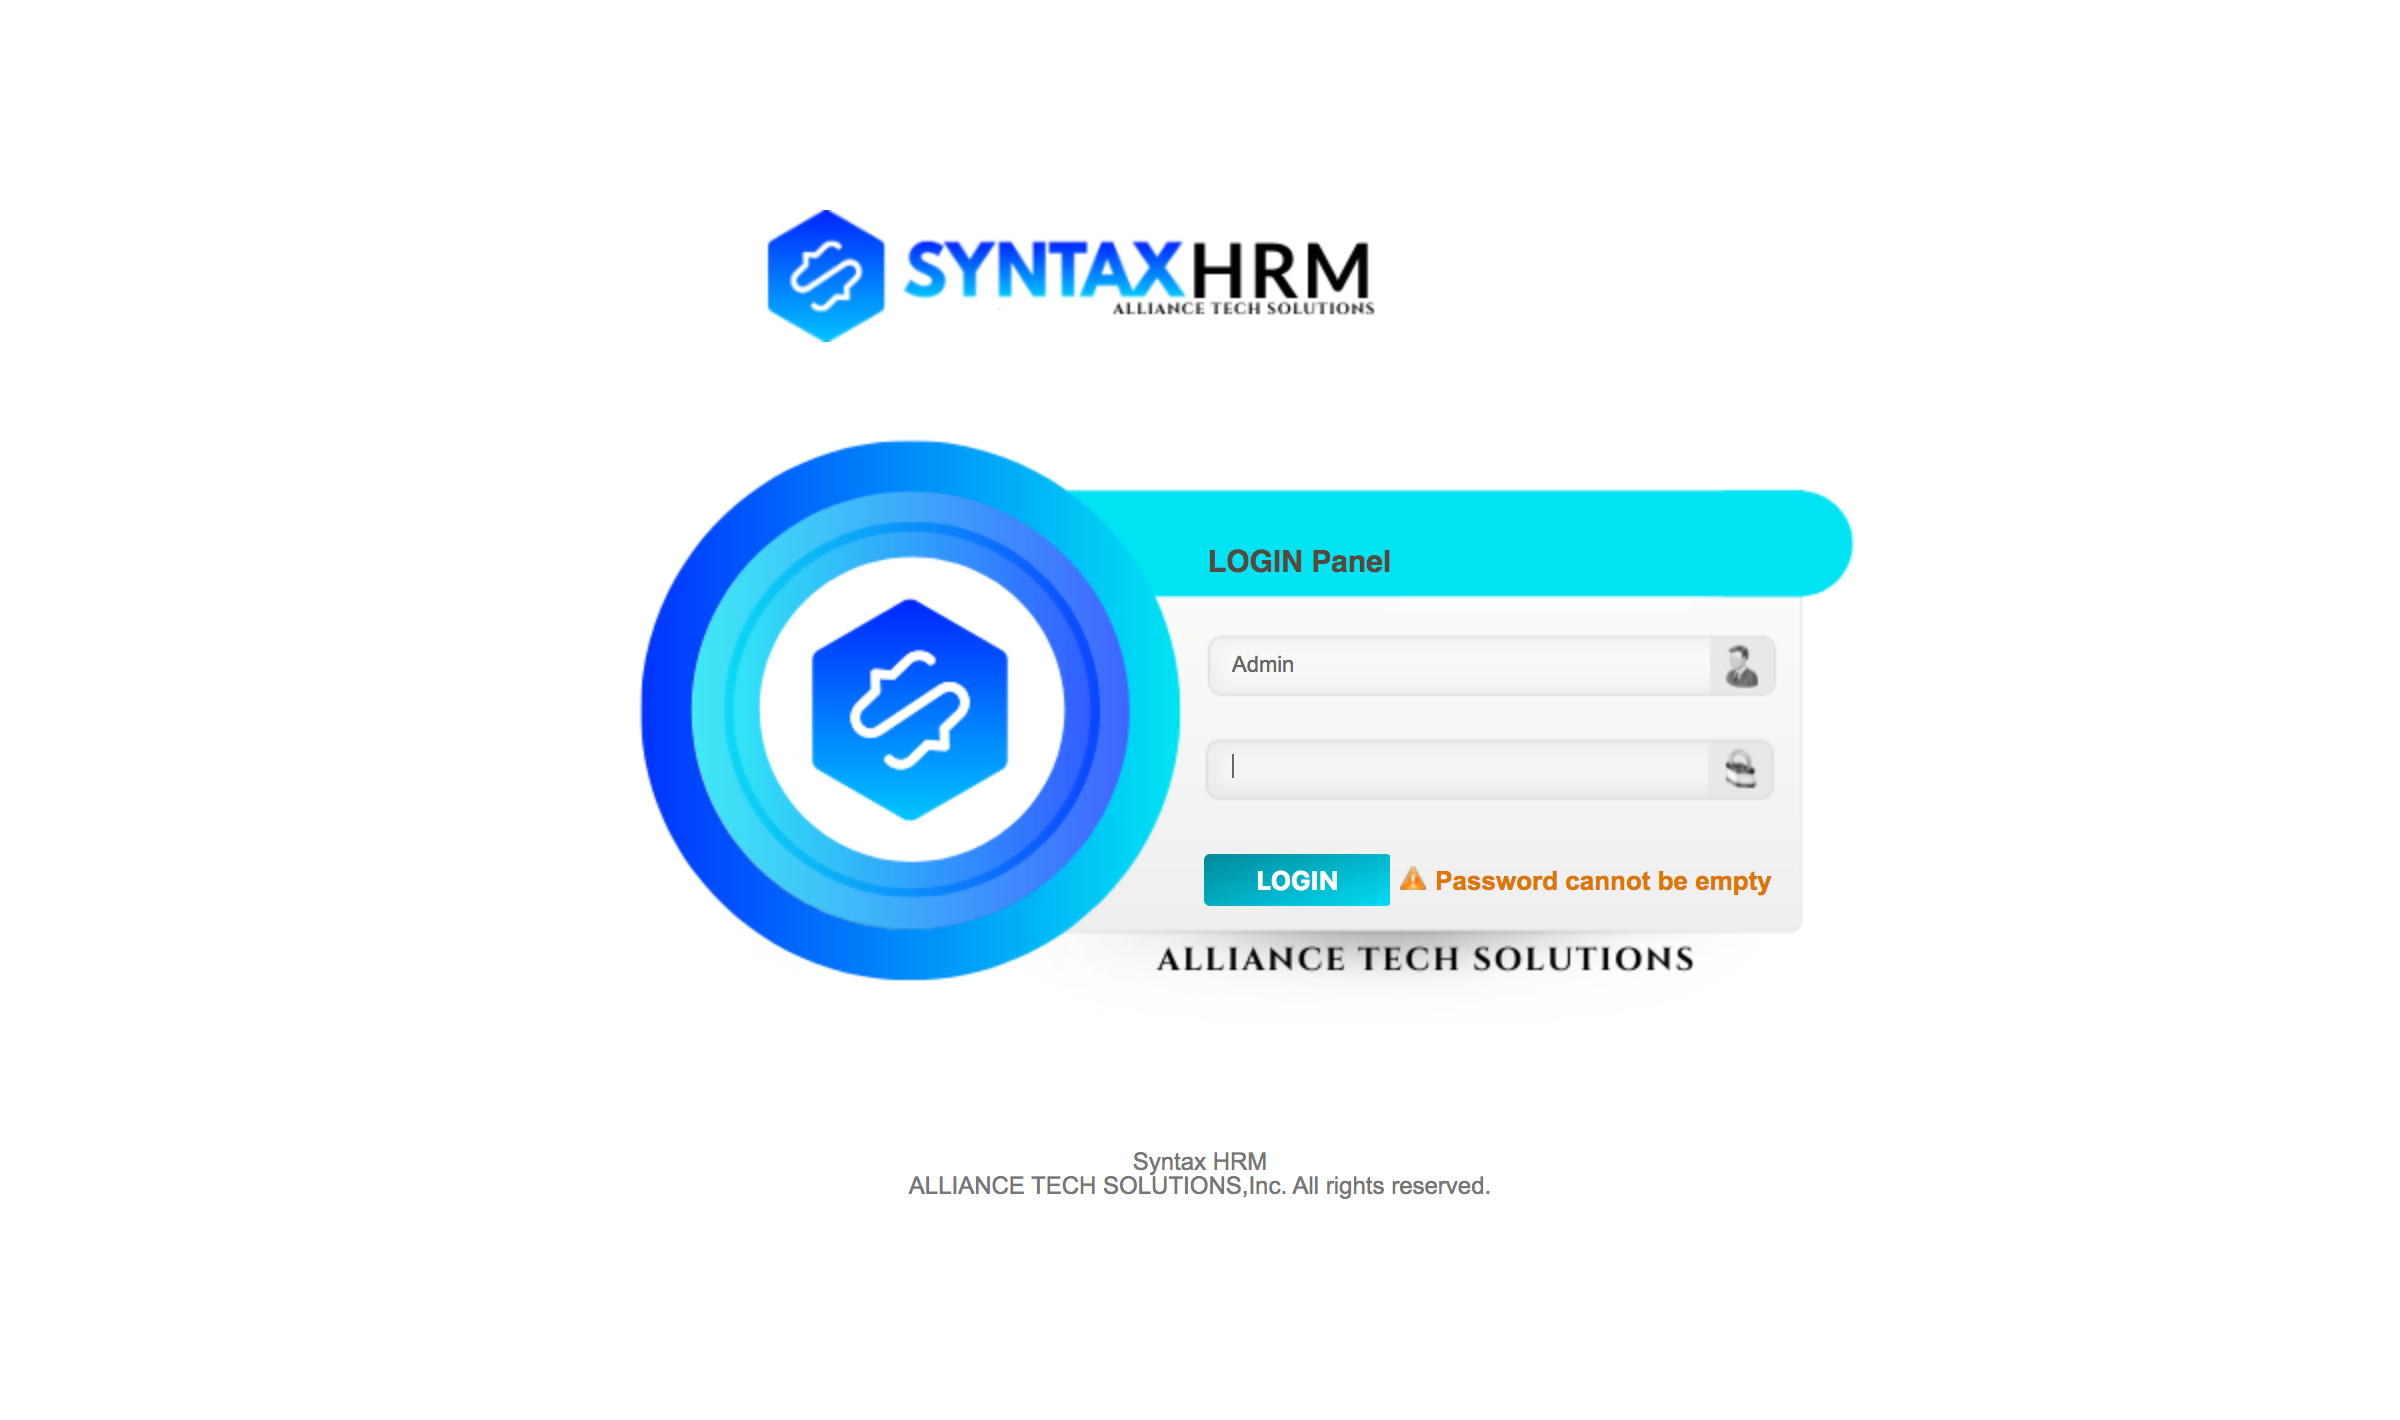 SYNTAXHRM
ALLIANCE TECH SOLUTIONS
LOGIN Panel
Admin
LOGIN Password cannot be empty
ALLIANCE TECH SOLUTIONS
Syntax HRM
ALLIANCE TECH SOLUTIONS,Inc. All rights reserved.